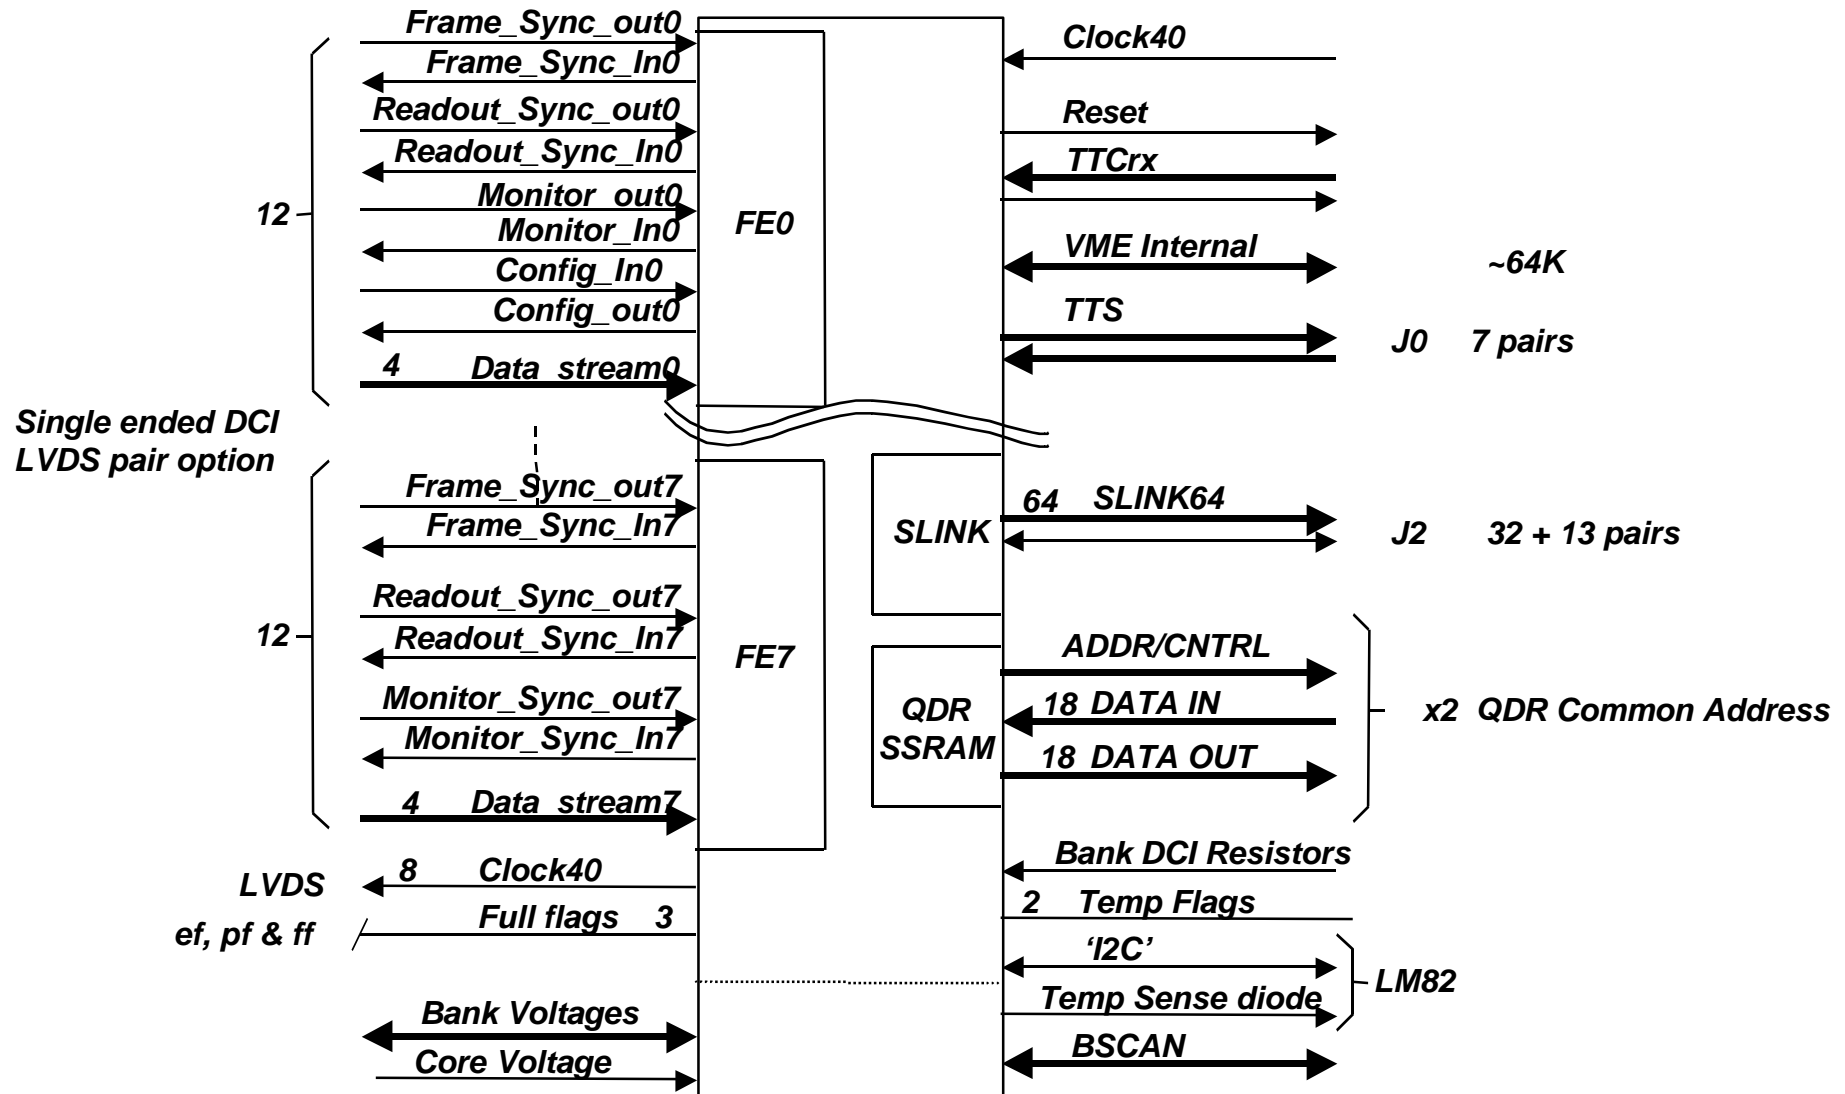 Frame_Sync_out0
Frame_Sync_In0
Readout_Sync_out0
Readout_Sync_In0
Monitor_out0
Monitor_In0
Config_In0
Config_out0
4 Data_stream0
12
FE0
Single ended DCI
LVDS pair option
Frame_Sync_out7
Frame_Sync_In7
Readout_Sync_out7
Readout_Sync_In7
Monitor_Sync_out7
Monitor_Sync_In7
4 Data_stream7
12
FE7
LVDS
8 Clock40
ef, pf & ff
Full flags 3
Bank Voltages
Core Voltage
Clock40
Reset
TTCrx
VME Internal
~64K
TTS
J0 7 pairs
SLINK
64 SLINK64
J2 32 + 13 pairs
QDR
SSRAM
ADDR/CNTRL
18 DATA IN
18 DATA OUT
x2 QDR Common Address
Bank DCI Resistors
2 Temp Flags
‘I2C’
Temp Sense diode
LM82
BSCAN